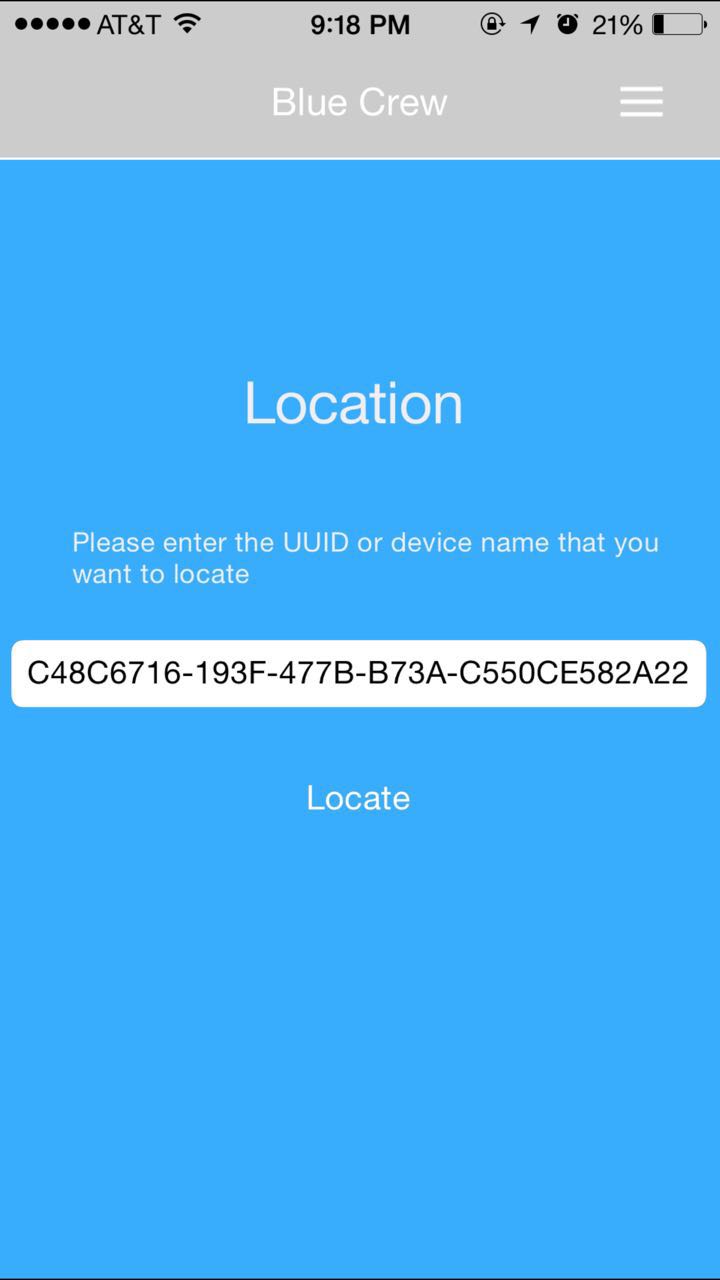 AT&T 9:18 PM 21%
Blue Crew
Location
Please enter the UUID or device name that you
want to locate
C48C6716-193F-477B-B73A-C550CE582A22
Locate